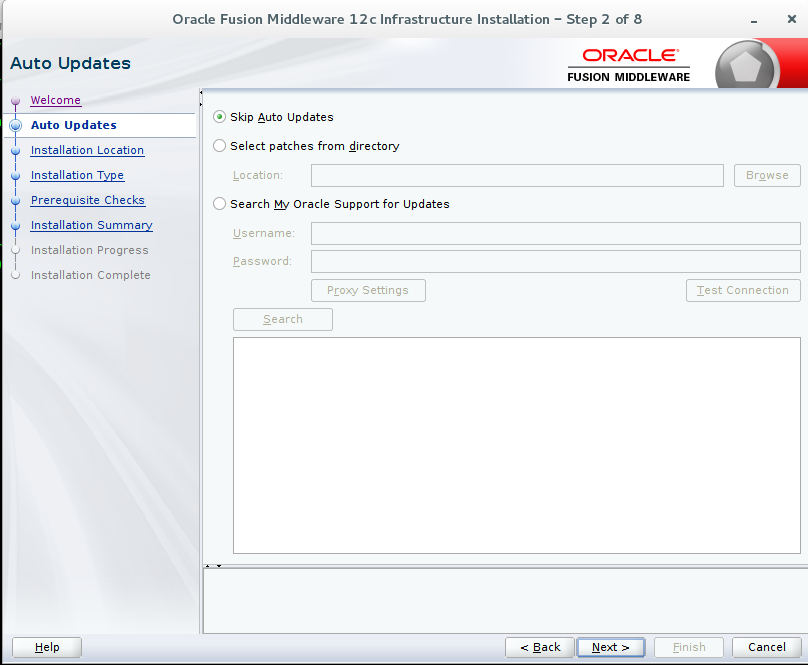 Oracle Fusion Middleware 12c Infrastructure Installation – Step 2 of 8
Auto Updates
ORACLE®
FUSION MIDDLEWARE
Welcome
Auto Updates
Installation Location
Installation Type
Prerequisite Checks
Installation Summary
Installation Progress
Installation Complete
Skip Auto Updates
Select patches from directory
Location:
Browse
Search My Oracle Support for Updates
Username:
Password:
Proxy Settings
Test Connection
Search
Help
< Back
Next >
Finish
Cancel